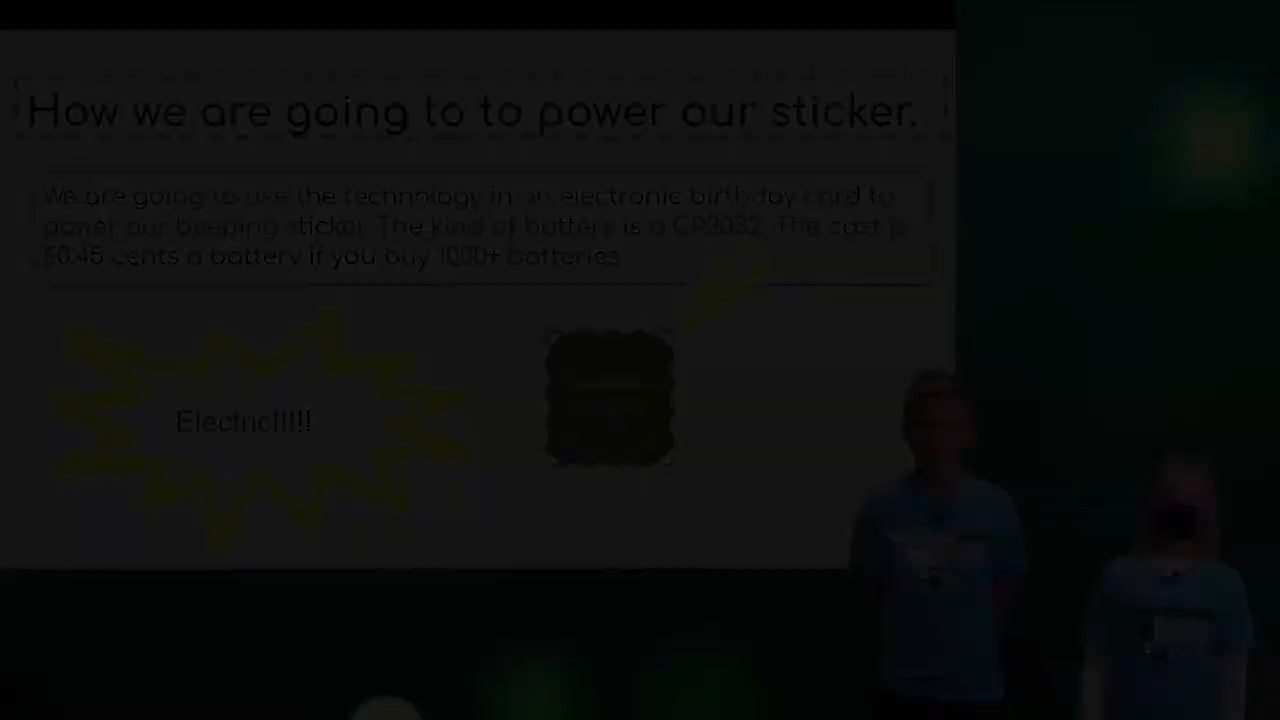 How we are going to to power our sticker.
We are going to use the technology in an electronic birthday card to
power our beeping sticker. The kind of battery is a CR2032. The cost is
$0.45 cents a battery if you buy 1000+ batteries
Electric!!!!!